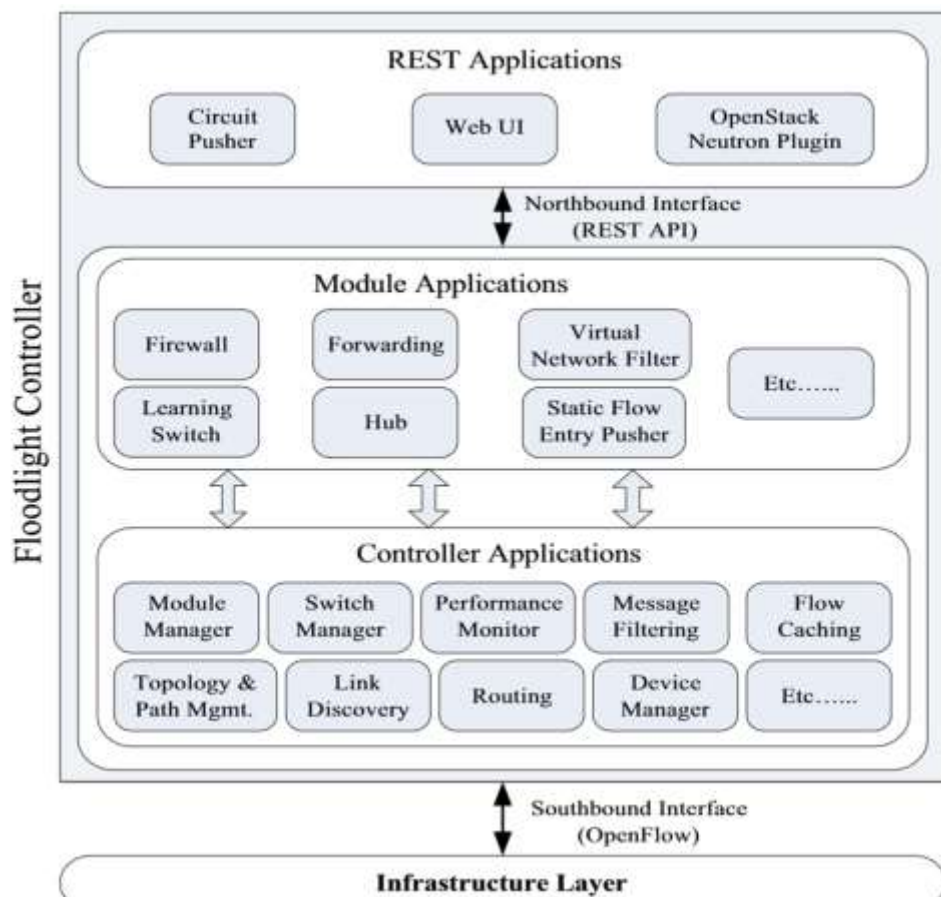 REST Applications
Circuit
Pusher
Web UI
OpenStack
Neutron Plugin
Northbound Interface
(REST API)
Floodlight Controller
Module Applications
Firewall
Forwarding
Virtual
Network Filter
Etc…...
Learning
Switch
Hub
Static Flow
Entry Pusher
Controller Applications
Module
Manager
Switch
Manager
Performance
Monitor
Message
Filtering
Flow
Caching
Topology &
Path Mgmt.
Link
Discovery
Routing
Device
Manager
Etc…...
Southbound Interface
(OpenFlow)
Infrastructure Layer